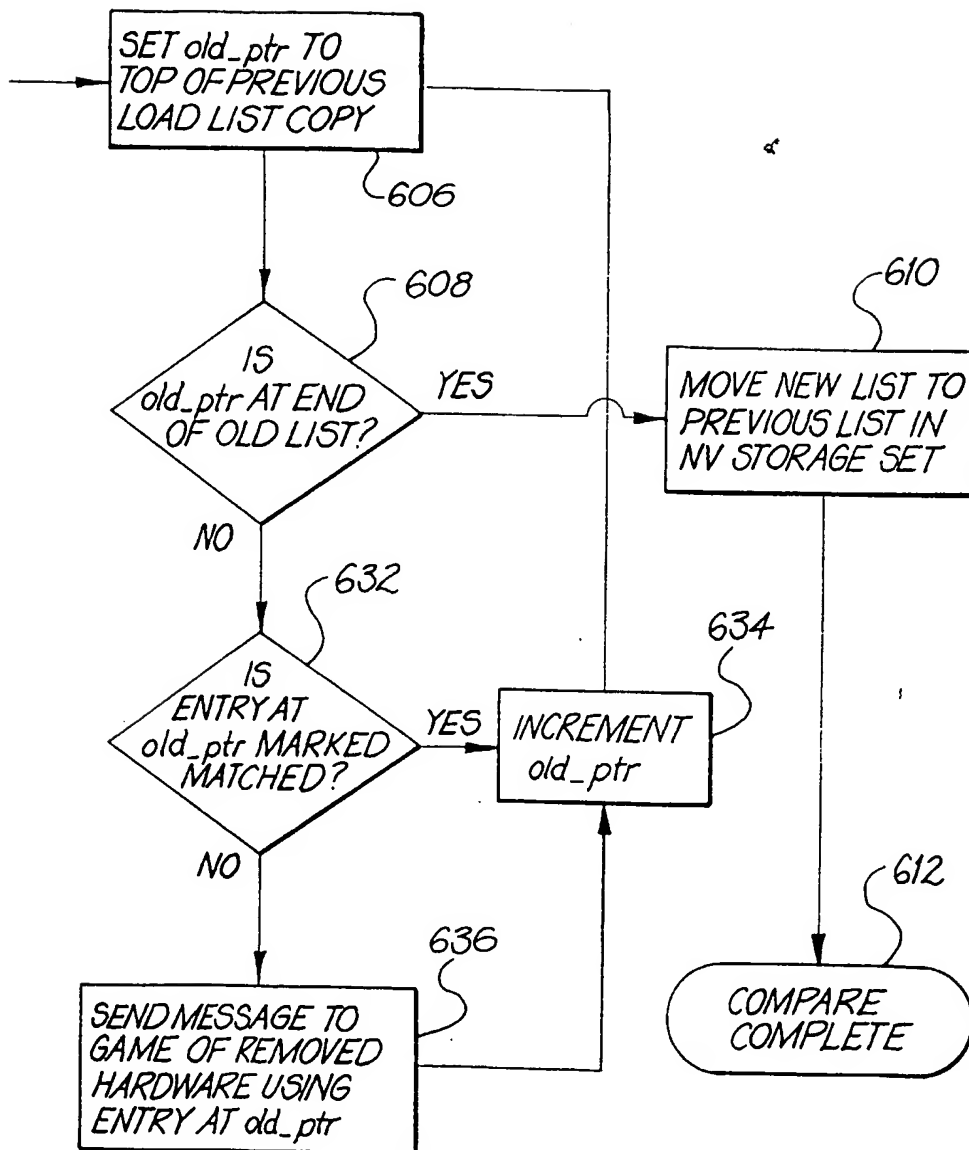 SET old_ptr TO
TOP OF PREVIOUS
LOAD LIST COPY
606
608
IS
old_ptr AT END
OF OLD LIST?
YES
NO
610
MOVE NEW LIST TO
PREVIOUS LIST IN
NV STORAGE SET
632
IS
ENTRY AT
old_ptr MARKED
MATCHED?
YES
NO
634
INCREMENT
old_ptr
636
SEND MESSAGE TO
GAME OF REMOVED
HARDWARE USING
ENTRY AT old_ptr
612
COMPARE
COMPLETE